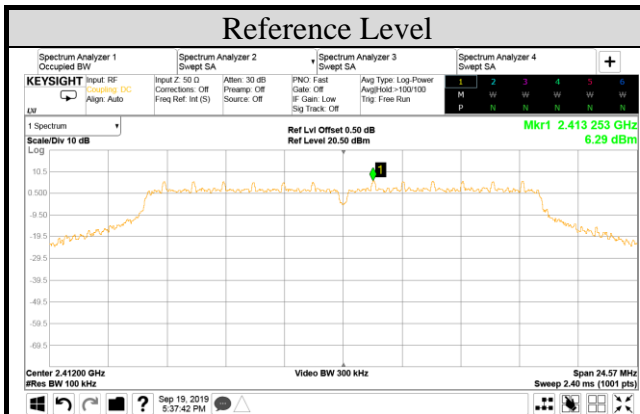 Reference Level
Spectrum Analyzer 1
Occupied BW
Spectrum Analyzer 2
Swept SA
Spectrum Analyzer 3
Swept SA
Spectrum Analyzer 4
Swept SA
+
KEYSIGHT
Input: RF
Coupling: DC
Align: Auto
Input Z: 50 Ω
Corrections: Off
Freq Ref: Int (S)
Atten: 30 dB
Preamp: Off
Source: Off
PNO: Fast
Gate: Off
IF Gain: Low
Sig Track: Off
Avg Type: Log-Power
Avg|Hold:>100/100
Trig: Free Run
1 2 3 4 5 6
M W W W W W
P N N N N N
LXI
1 Spectrum
Scale/Div 10 dB
Ref Lvl Offset 0.50 dB
Ref Level 20.50 dBm
Mkr1 2.413 253 GHz
6.29 dBm
Log
1
10.5
0.500
-9.50
-19.5
-29.5
-39.5
-49.5
-59.5
-69.5
Center 2.41200 GHz
#Res BW 100 kHz
Video BW 300 kHz
Span 24.57 MHz
Sweep 2.40 ms (1001 pts)
?
Sep 19, 2019
5:37:42 PM